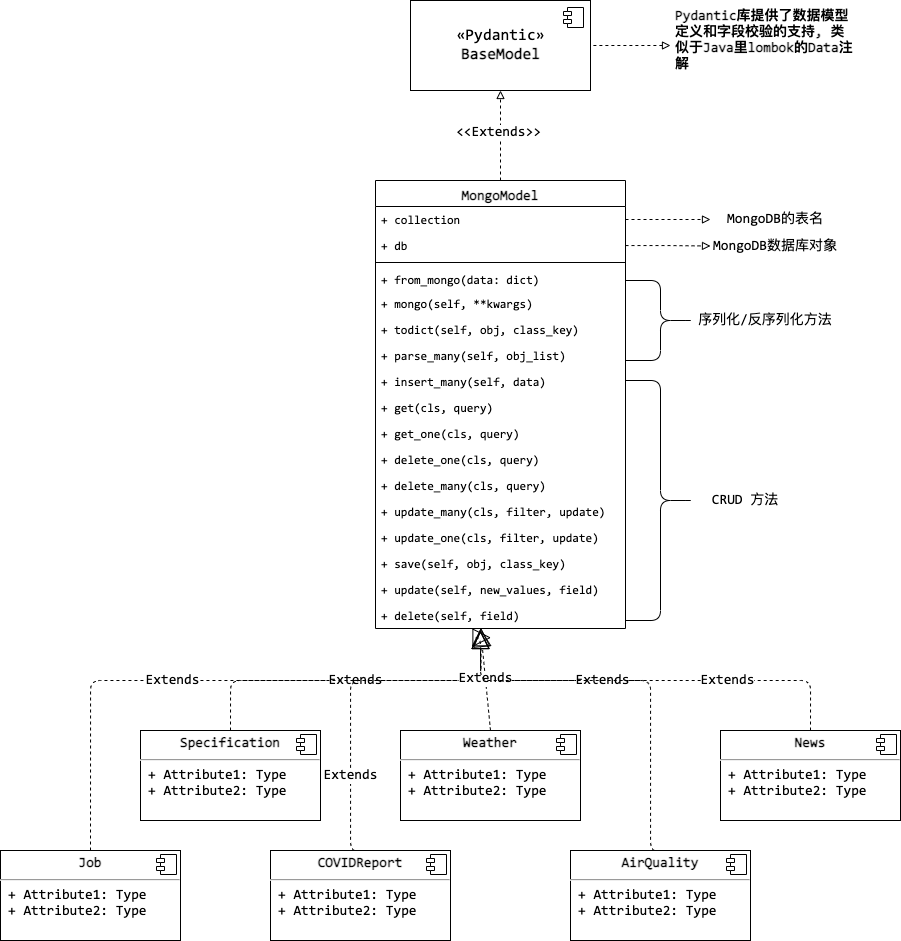 «Pydantic»
BaseModel
Pydantic库提供了数据模型
定义和字段校验的支持, 类
似于Java里lombok的Data注
解
<<Extends>>
MongoModel
+ collection
MongoDB的表名
+ db
MongoDB数据库对象
+ from_mongo(data: dict)
+ mongo(self, **kwargs)
序列化/反序列化方法
+ todict(self, obj, class_key)
+ parse_many(self, obj_list)
+ insert_many(self, data)
+ get(cls, query)
+ get_one(cls, query)
+ delete_one(cls, query)
+ delete_many(cls, query)
CRUD 方法
+ update_many(cls, filter, update)
+ update_one(cls, filter, update)
+ save(self, obj, class_key)
+ update(self, new_values, field)
+ delete(self, field)
Extends
Extends
Extends
Extends
Extends
Specification
+ Attribute1: Type
+ Attribute2: Type
Extends
Weather
+ Attribute1: Type
+ Attribute2: Type
News
+ Attribute1: Type
+ Attribute2: Type
Job
+ Attribute1: Type
+ Attribute2: Type
COVIDReport
+ Attribute1: Type
+ Attribute2: Type
AirQuality
+ Attribute1: Type
+ Attribute2: Type